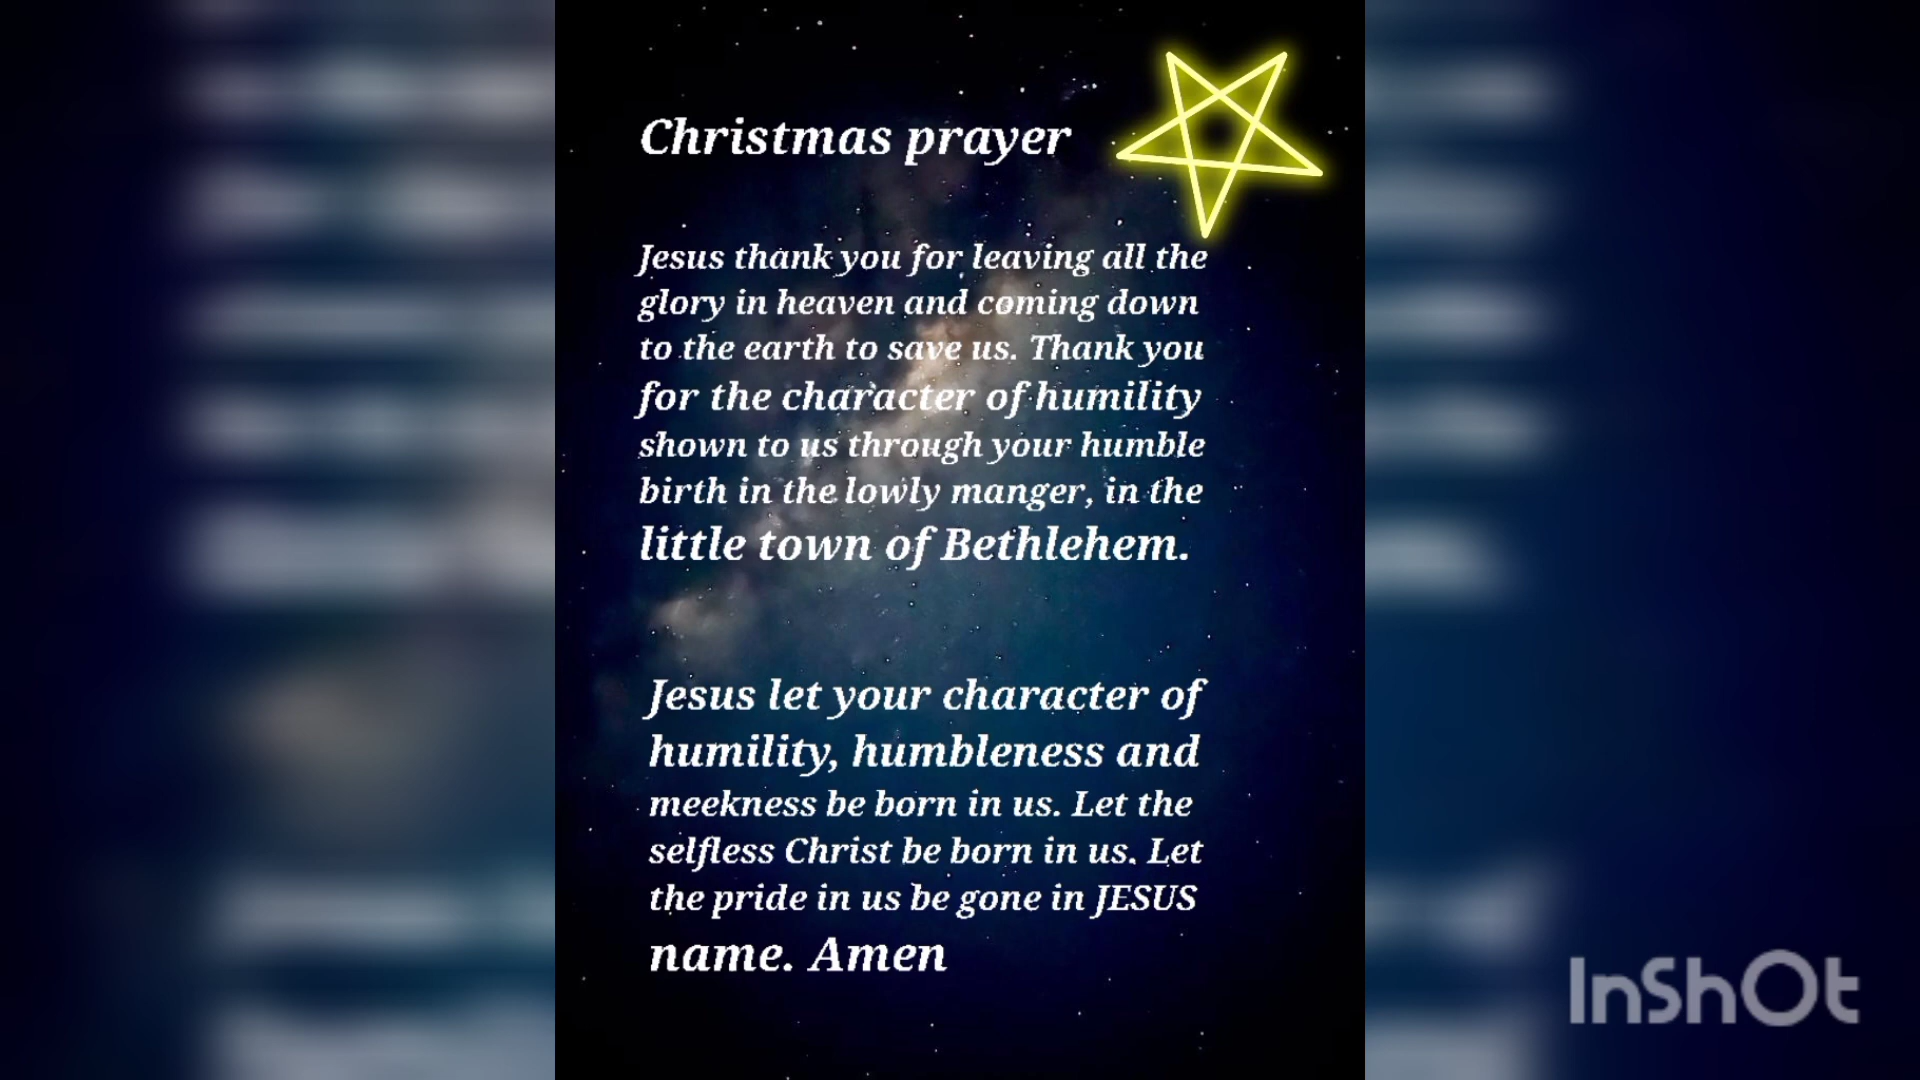 Christmas prayer
Jesus thank you for leaving all the
glory in heaven and coming down
to the earth to save us. Thank you
for the character of humility
shown to us through your humble
birth in the lowly manger, in the
little town of Bethlehem.
Jesus let your character of
humility, humbleness and
meekness be born in us. Let the
selfless Christ be born in us. Let
the pride in us be gone in JESUS
name. Amen
InShOt